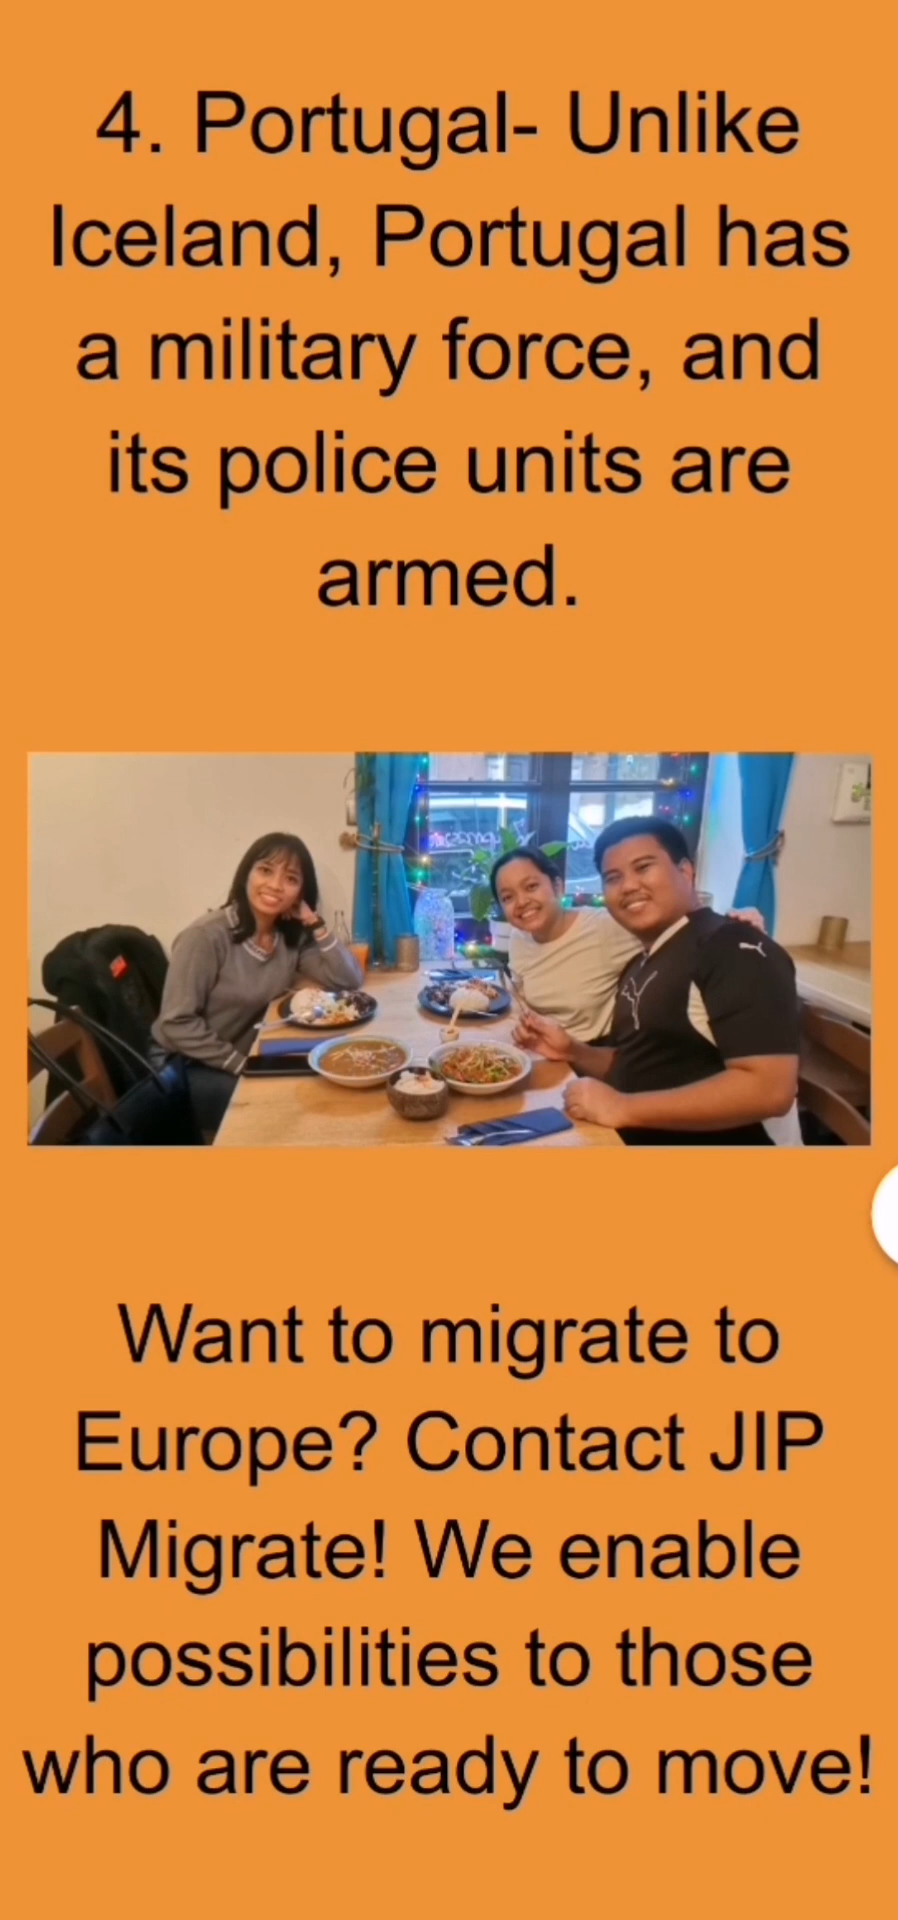 4. Portugal- Unlike
Iceland, Portugal has
a military force, and
its police units are
armed.
Want to migrate to
Europe? Contact JIP
Migrate! We enable
possibilities to those
who are ready to move!